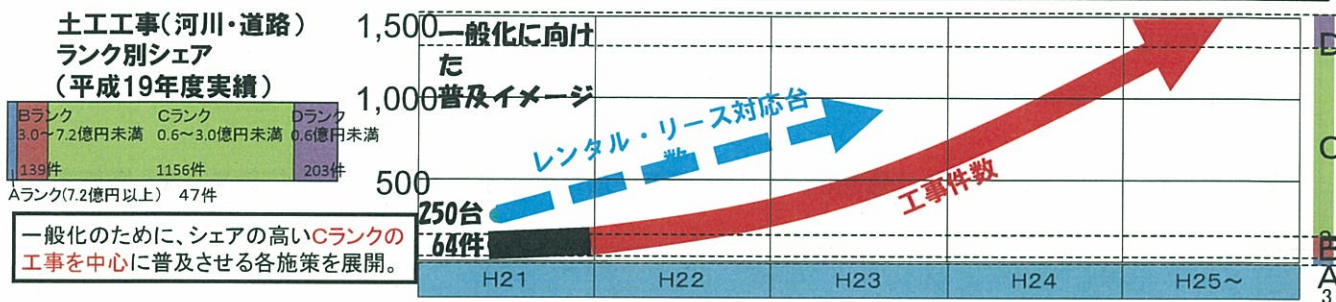 土工工事(河川・道路)
ランク別シェア
(平成19年度実績)
Bランク
3.0~7.2億円未満
139件
Cランク
0.6~3.0億円未満
1156件
Dランク
0.6億円未満
203件
Aランク(7.2億円以上) 47件
一般化のために、シェアの高いCランクの
工事を中心に普及させる各施策を展開。
一般化に向け
た
普及イメージ
1,500
1,000
500
250台
64件
レンタル・リース対応台
数
工事件数
H21
H22
H23
H24
H25~
D
C
B
A
3